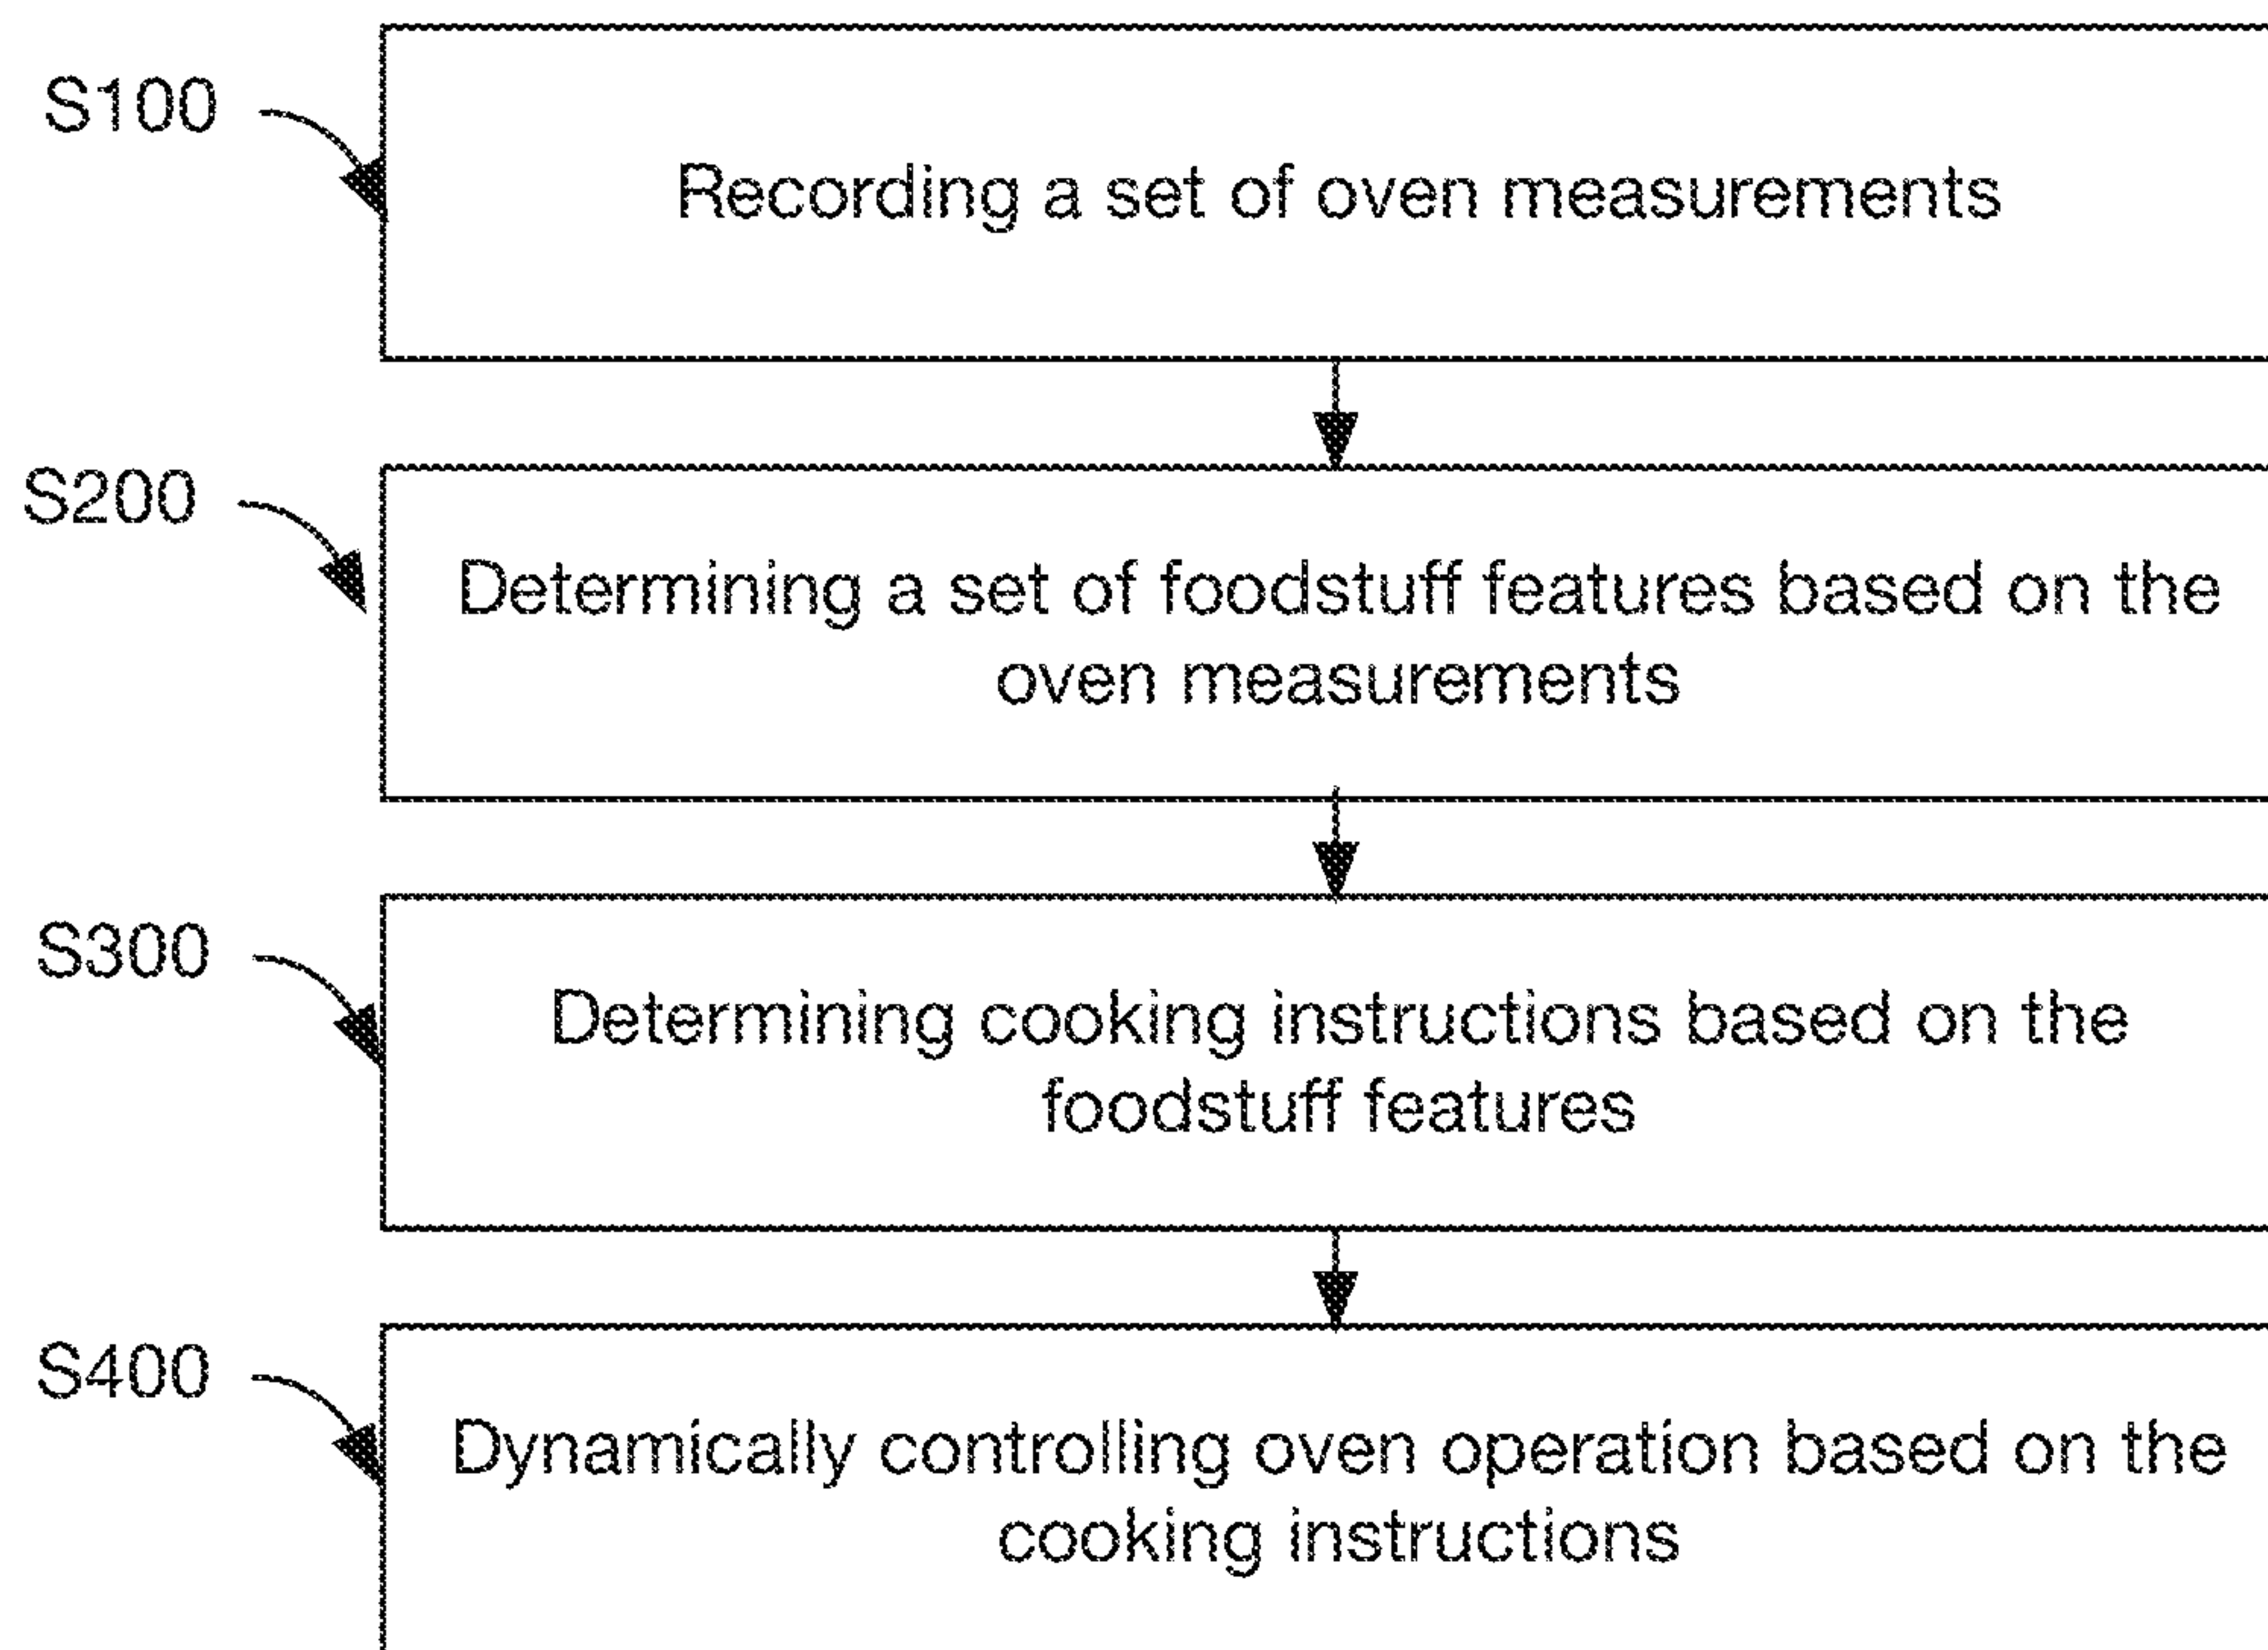 S100
Recording a set of oven measurements
S200
Determining a set of foodstuff features based on the
oven measurements
S300
Determining cooking instructions based on the
foodstuff features
S400
Dynamically controlling oven operation based on the
cooking instructions